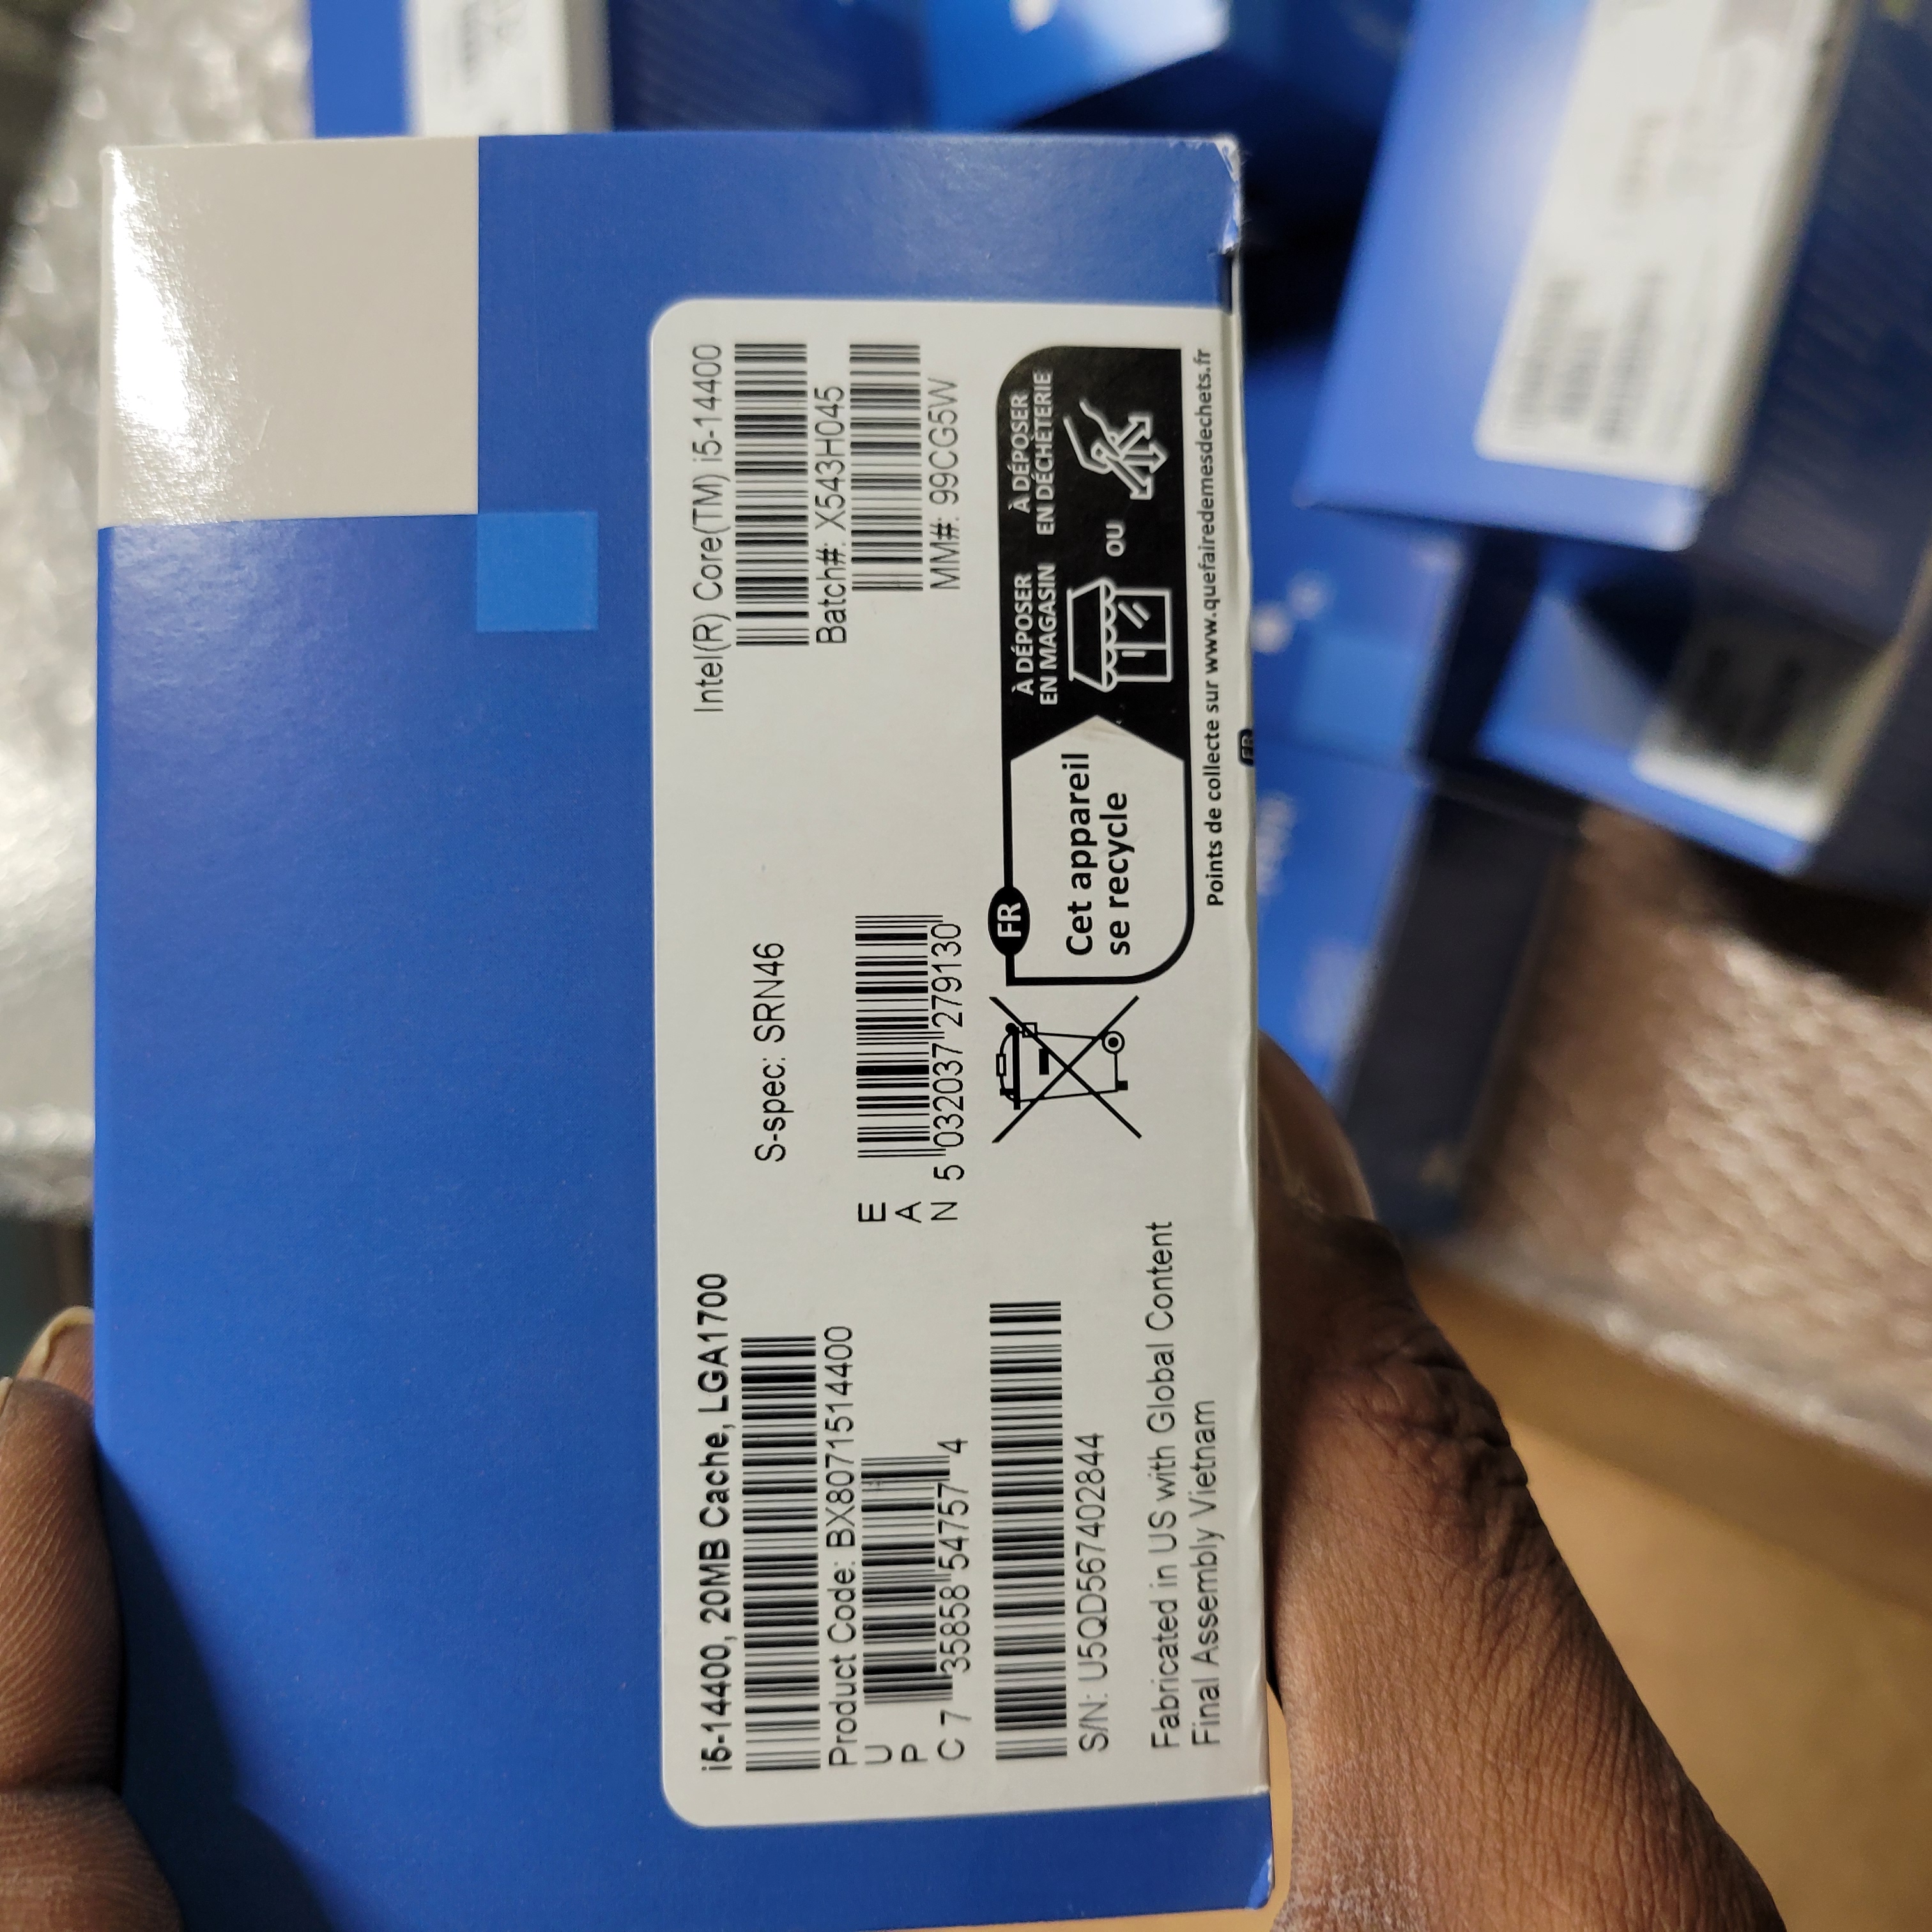 i5-14400, 20MB Cache, LGA1700
Product Code: BX8071514400
U
P
C 7 35858 54757 4
S/N: U5QD567402844
Fabricated in US with Global Content
Final Assembly Vietnam
S-spec: SRN46
E
A
N 5 032037 279130
Intel(R) Core(TM) i5-14400
Batch#: X543H045
MM#: 99CG5W
FR
Cet appareil
se recycle
À DÉPOSER
EN MAGASIN
OU
À DÉPOSER
EN DÉCHÈTERIE
Points de collecte sur www.quefairedemesdechets.fr
FR